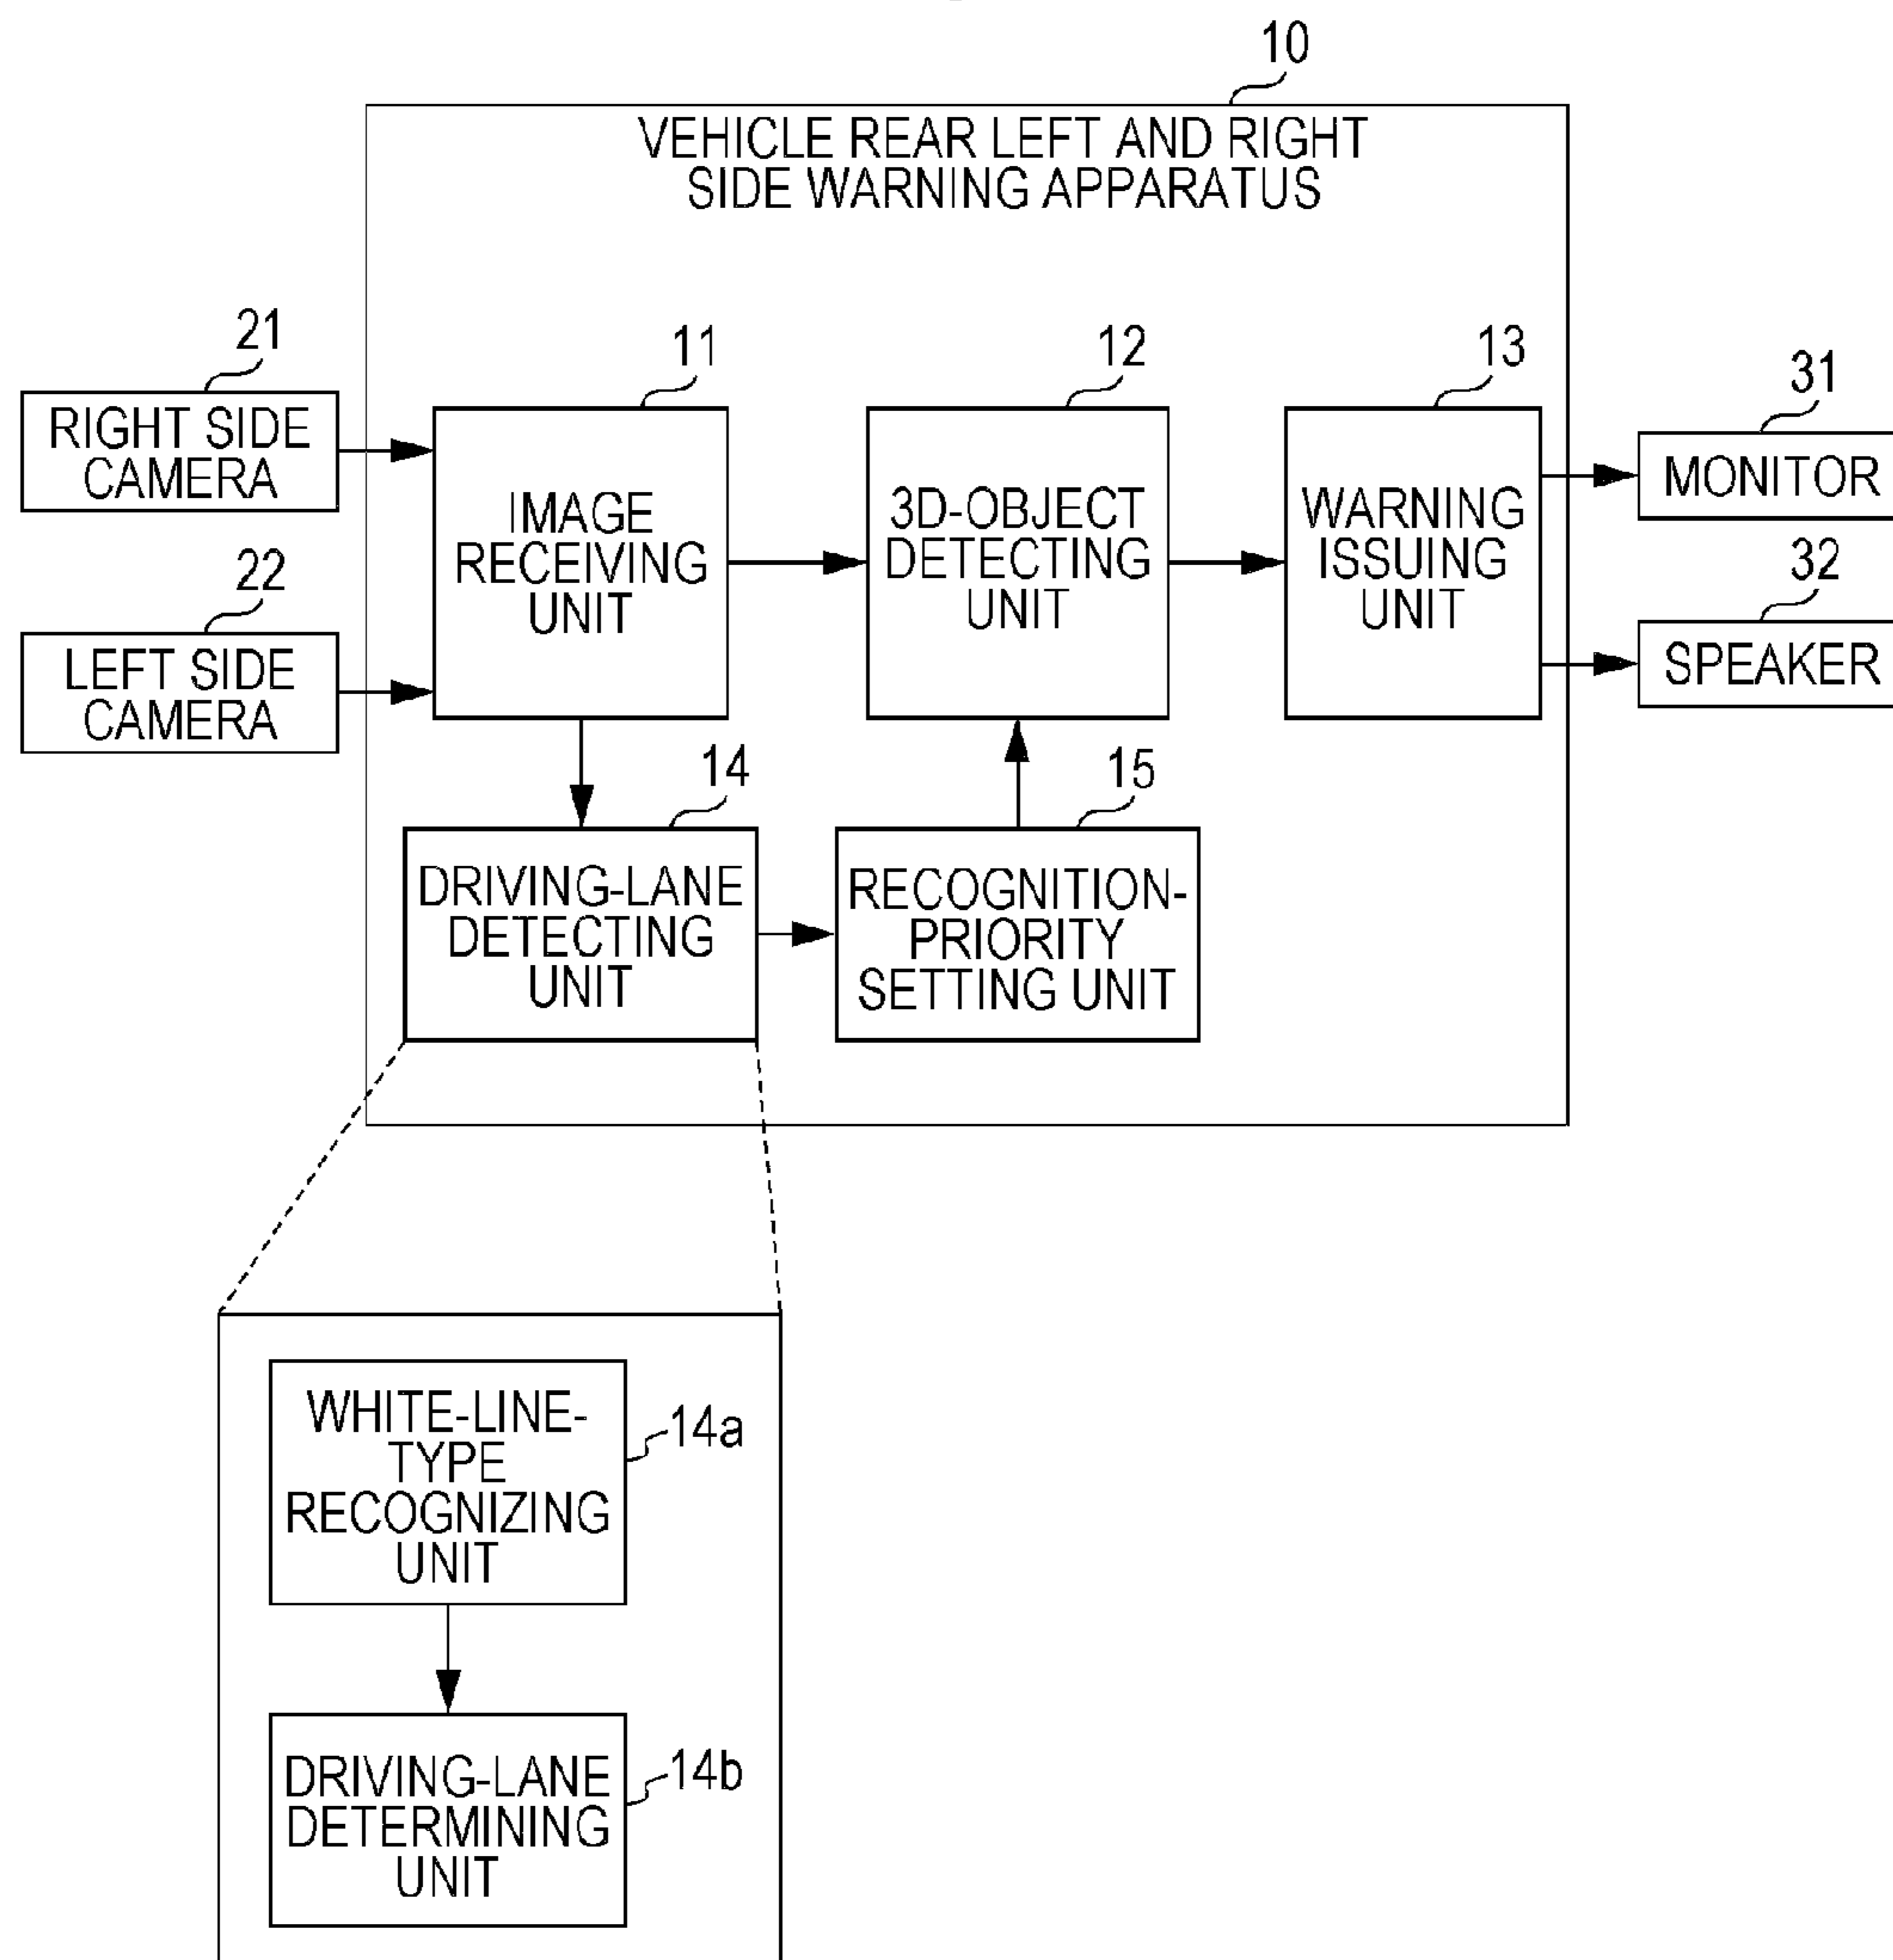 10
VEHICLE REAR LEFT AND RIGHT
SIDE WARNING APPARATUS
21
RIGHT SIDE
CAMERA
22
LEFT SIDE
CAMERA
11
IMAGE
RECEIVING
UNIT
12
3D-OBJECT
DETECTING
UNIT
13
WARNING
ISSUING
UNIT
31
MONITOR
32
SPEAKER
14
DRIVING-LANE
DETECTING
UNIT
15
RECOGNITION-
PRIORITY
SETTING UNIT
WHITE-LINE-
TYPE
RECOGNIZING
UNIT
14a
DRIVING-LANE
DETERMINING
UNIT
14b